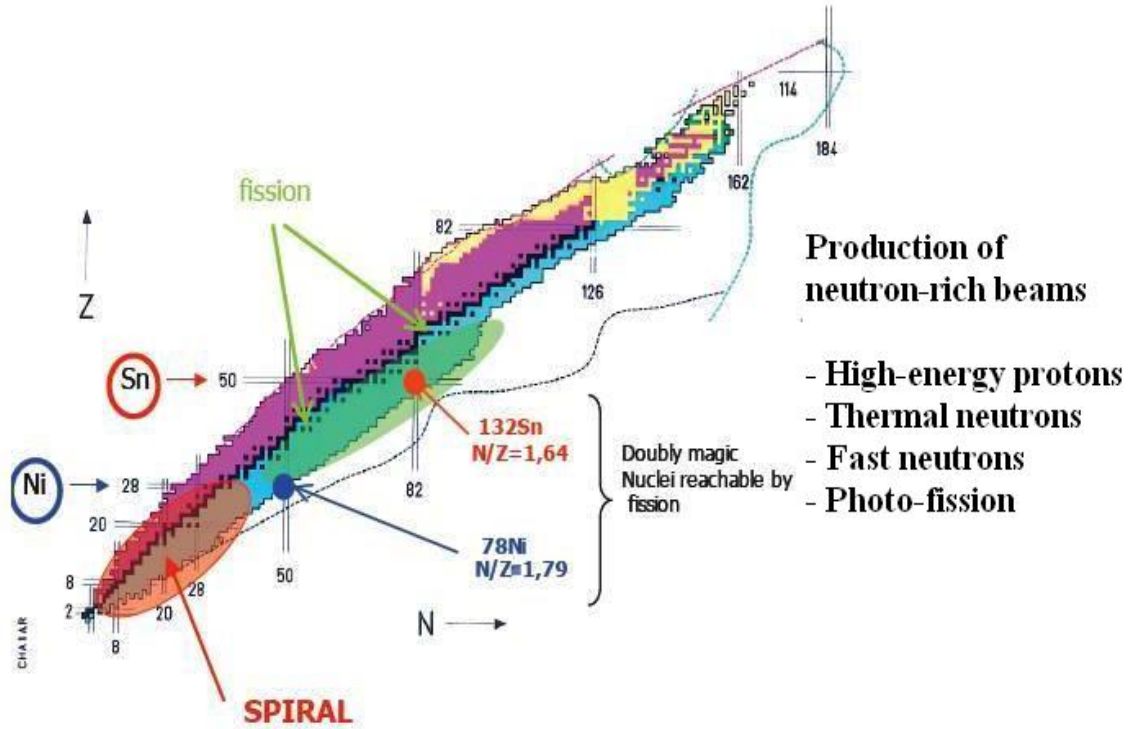 114
184
162
fission
82
126
Z
Production of
neutron-rich beams
Sn
50
- High-energy protons
- Thermal neutrons
- Fast neutrons
- Photo-fission
132Sn
N/Z=1,64
Doubly magic
Nuclei reachable by
fission
Ni
28
82
20
78Ni
N/Z=1,79
50
8
28
2
20
N
8
CHABAR
SPIRAL